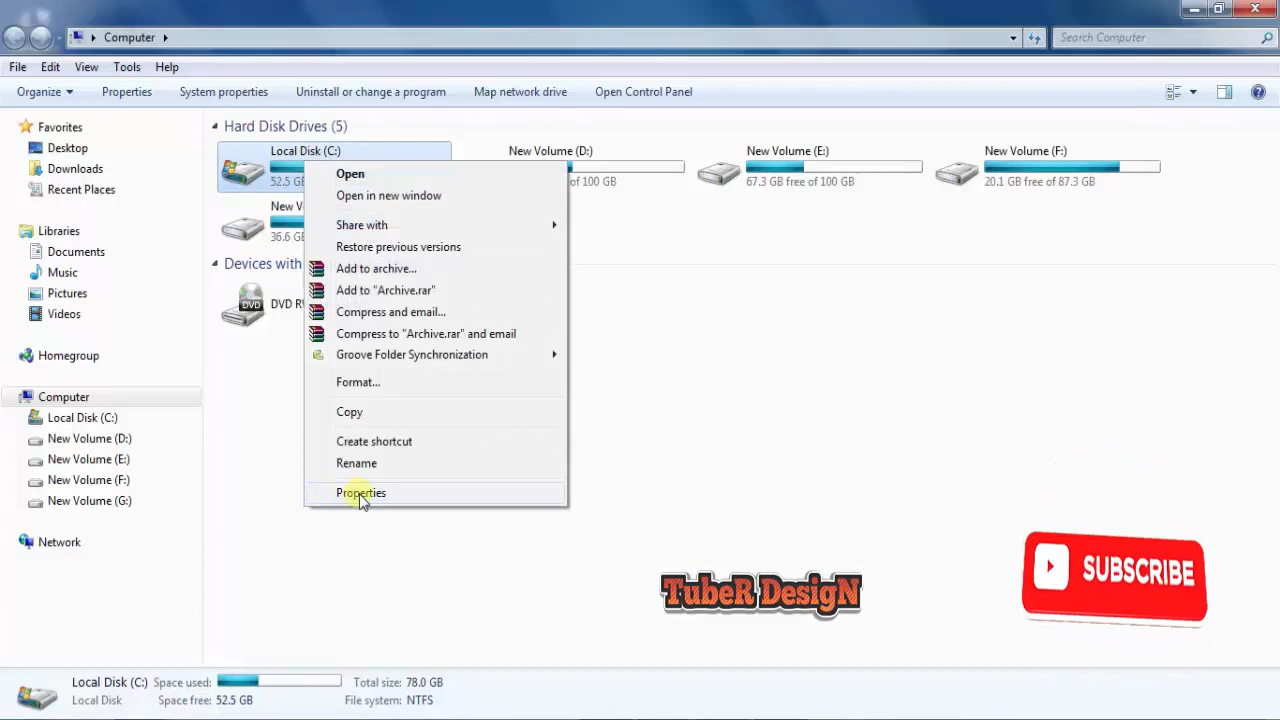 Computer
Search Computer
File Edit View Tools Help
Organize Properties System properties Uninstall or change a program Map network drive Open Control Panel
Favorites
Desktop
Downloads
Recent Places
Libraries
Documents
Music
Pictures
Videos
Homegroup
Computer
Local Disk (C:)
New Volume (D:)
New Volume (E:)
New Volume (F:)
New Volume (G:)
Network
Hard Disk Drives (5)
Local Disk (C:)
52.5 G
New Volume (D:)
of 100 GB
New Volume (E:)
67.3 GB free of 100 GB
New Volume (F:)
20.1 GB free of 87.3 GB
New V
36.6 G
Devices with
DVD
DVD R
Open
Open in new window
Share with
Restore previous versions
Add to archive...
Add to "Archive.rar"
Compress and email...
Compress to "Archive.rar" and email
Groove Folder Synchronization
Format...
Copy
Create shortcut
Rename
Properties
TubeR DesigN
SUBSCRIBE
Local Disk (C:) Space used: Total size: 78.0 GB
Local Disk Space free: 52.5 GB File system: NTFS